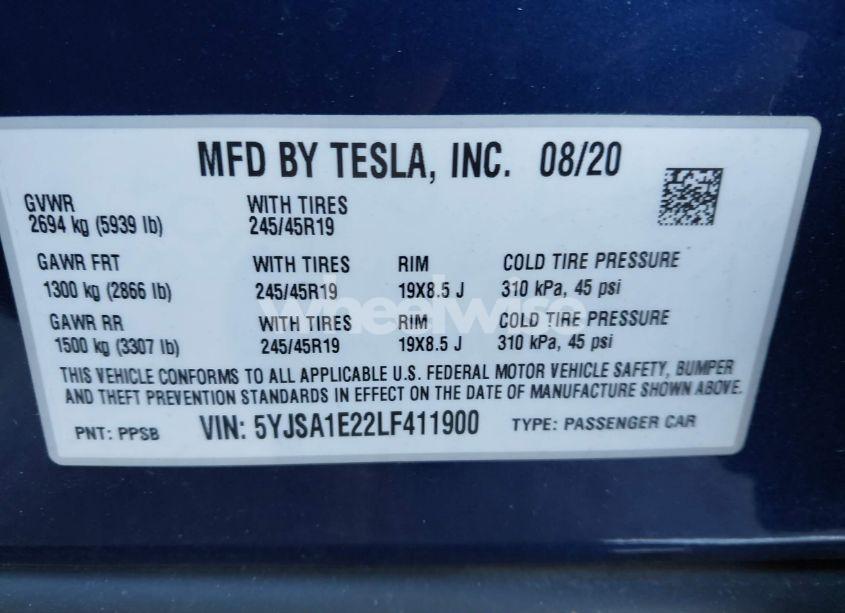 MFD BY TESLA, INC. 08/20
GVWR WITH TIRES
2694 kg (5939 lb) 245/45R19
GAWR FRT WITH TIRES RIM COLD TIRE PRESSURE
1300 kg (2866 lb) 245/45R19 19X8.5 J 310 kPa, 45 psi
GAWR RR WITH TIRES RIM COLD TIRE PRESSURE
1500 kg (3307 lb) 245/45R19 19X8.5 J 310 kPa, 45 psi
THIS VEHICLE CONFORMS TO ALL APPLICABLE U.S. FEDERAL MOTOR VEHICLE SAFETY, BUMPER
AND THEFT PREVENTION STANDARDS IN EFFECT ON THE DATE OF MANUFACTURE SHOWN ABOVE.
PNT: PPSB VIN: 5YJSA1E22LF411900 TYPE: PASSENGER CAR
wheelwise